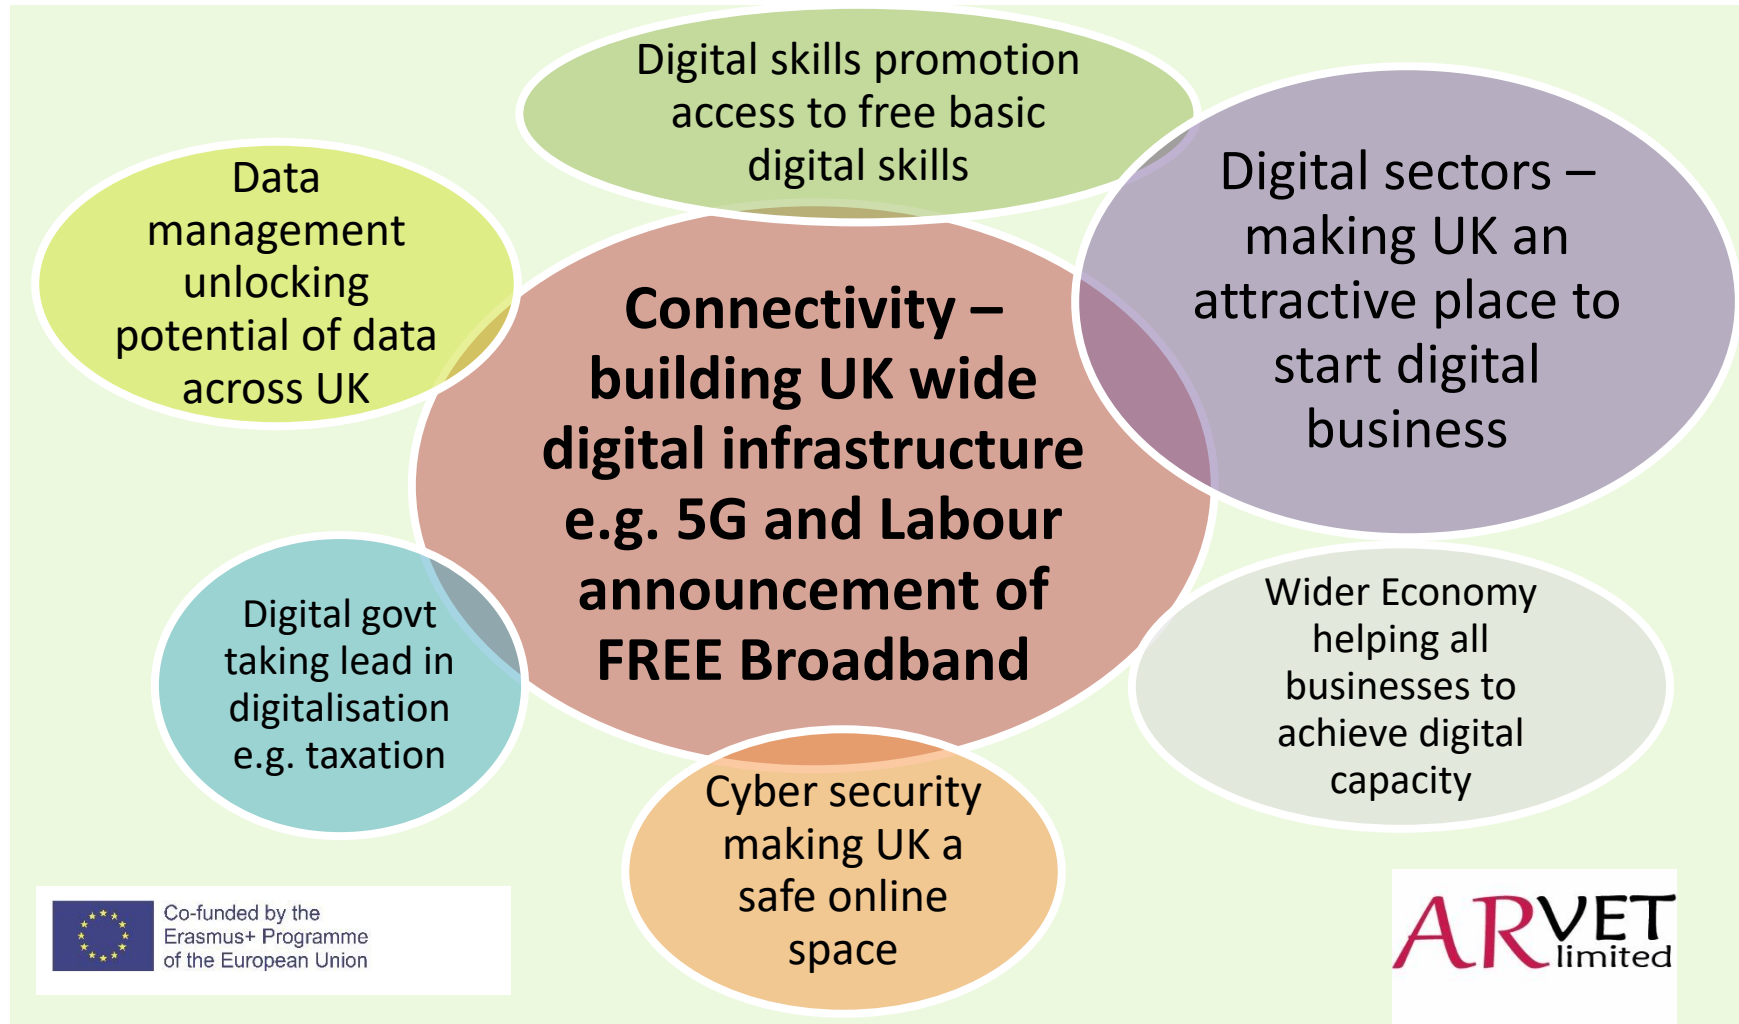 Digital skills promotion
access to free basic
digital skills
Digital sectors –
making UK an
attractive place to
start digital
business
Data
management
unlocking
potential of data
across UK
Connectivity –
building UK wide
digital infrastructure
e.g. 5G and Labour
announcement of
FREE Broadband
Digital govt
taking lead in
digitalisation
e.g. taxation
Wider Economy
helping all
businesses to
achieve digital
capacity
Cyber security
making UK a
safe online
space
Co-funded by the
Erasmus+ Programme
of the European Union
ARVET
limited